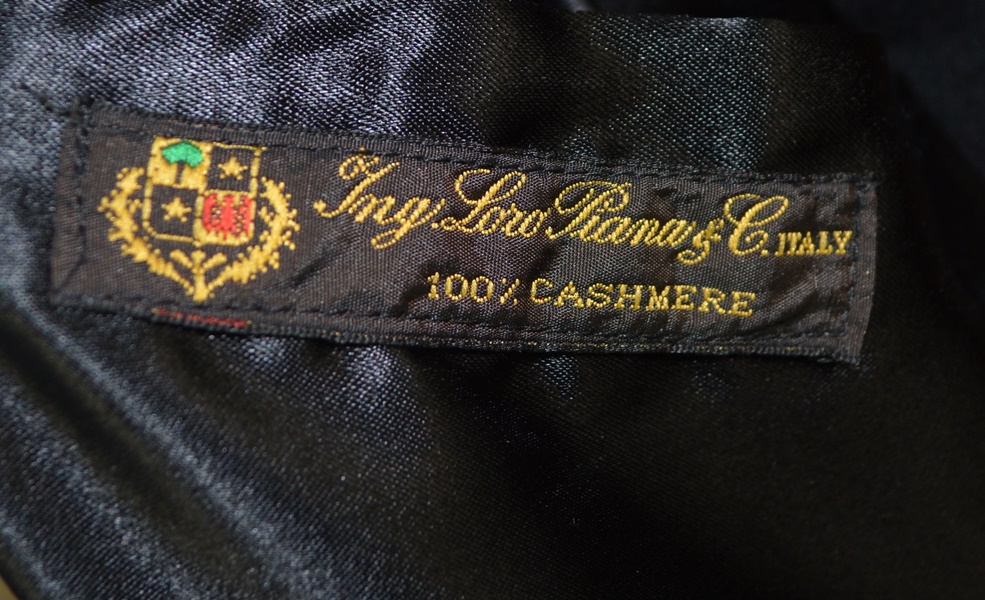 Ing. Loro Piana & C. ITALY
100% CASHMERE